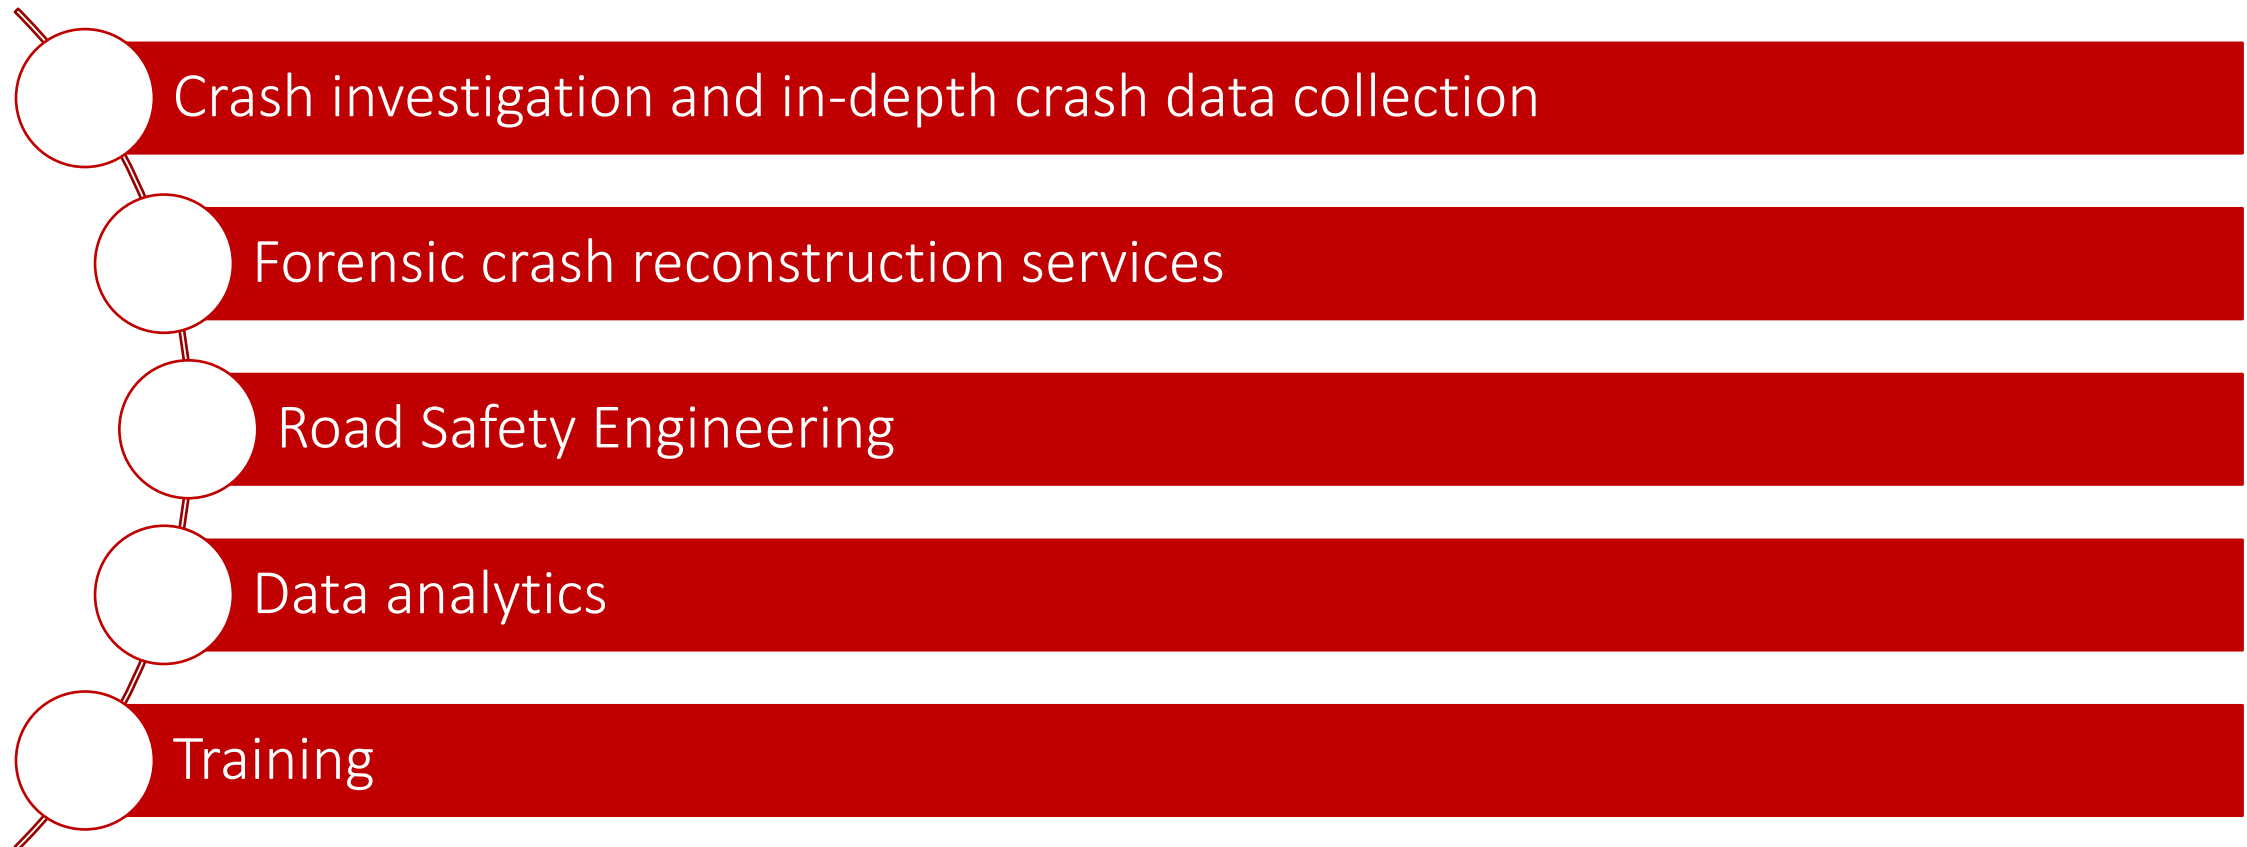 Crash investigation and in-depth crash data collection
Forensic crash reconstruction services
Road Safety Engineering
Data analytics
Training